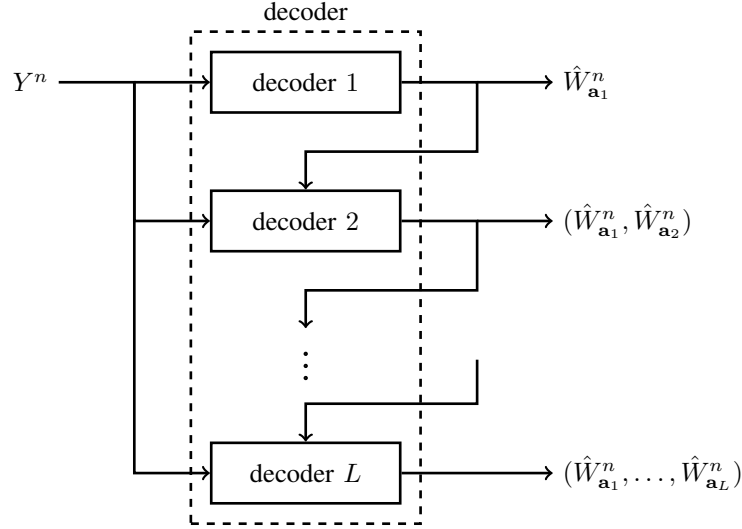 decoder
Y^n decoder 1 Ŵ^n_{a_1}
decoder 2 (Ŵ^n_{a_1}, Ŵ^n_{a_2})
⋮
decoder L (Ŵ^n_{a_1}, …, Ŵ^n_{a_L})